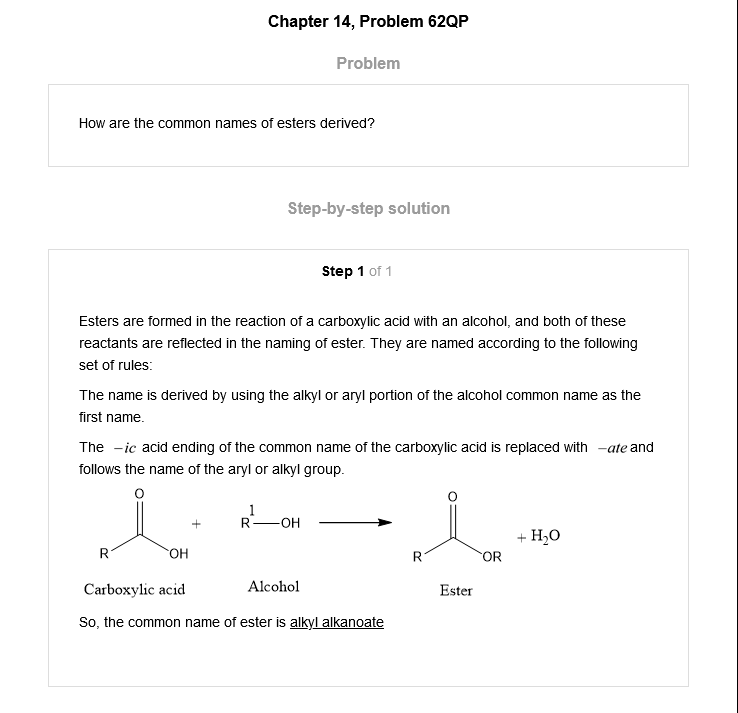 Chapter 14, Problem 62QP
Problem
How are the common names of esters derived?
Step-by-step solution
Step 1 of 1
Esters are formed in the reaction of a carboxylic acid with an alcohol, and both of these
reactants are reflected in the naming of ester. They are named according to the following
set of rules:
The name is derived by using the alkyl or aryl portion of the alcohol common name as the
first name.
The –ic acid ending of the common name of the carboxylic acid is replaced with –ate and
follows the name of the aryl or alkyl group.
O
R
OH
+
1
R—OH
O
R
OR
+ H₂O
Carboxylic acid
Alcohol
Ester
So, the common name of ester is alkyl alkanoate